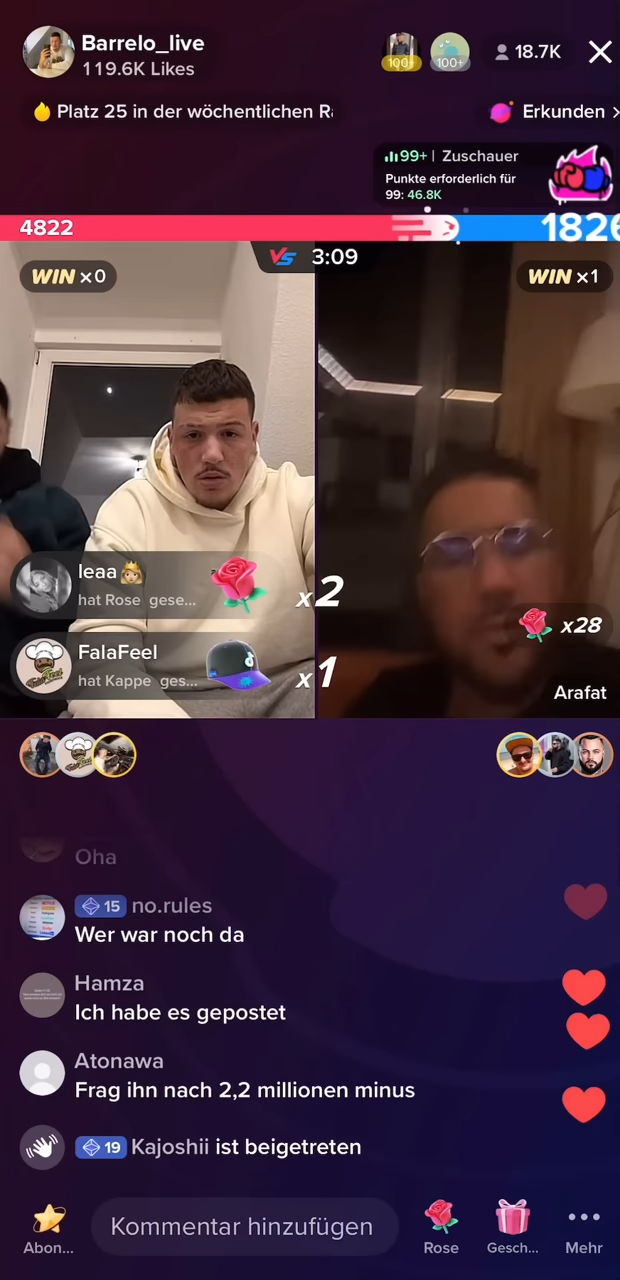 Barrelo_live
119.6K Likes
100+
100+
18.7K
Platz 25 in der wöchentlichen Ra
Erkunden
99+ | Zuschauer
Punkte erforderlich für
99: 46.8K
4822
1826
VS 3:09
WIN x0
WIN x1
leaa
hat Rose gese...
x2
FalaFeel
hat Kappe ges...
x1
x28
Arafat
Oha
15 no.rules
Wer war noch da
Hamza
Ich habe es gepostet
Atonawa
Frag ihn nach 2,2 millionen minus
19 Kajoshii ist beigetreten
Abon...
Kommentar hinzufügen
Rose
Gesch...
Mehr